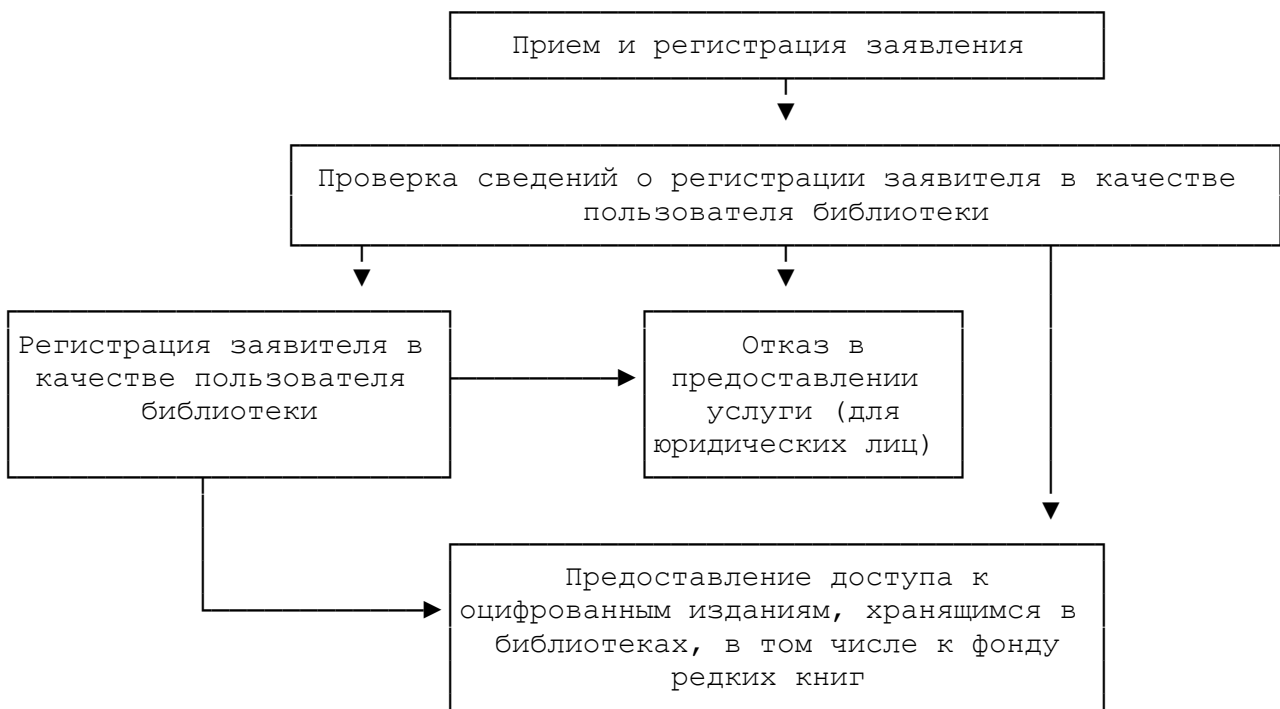 Прием и регистрация заявления
Проверка сведений о регистрации заявителя в качестве
пользователя библиотеки
Регистрация заявителя в
качестве пользователя
библиотеки
Отказ в
предоставлении
услуги (для
юридических лиц)
Предоставление доступа к
оцифрованным изданиям, хранящимся в
библиотеках, в том числе к фонду
редких книг